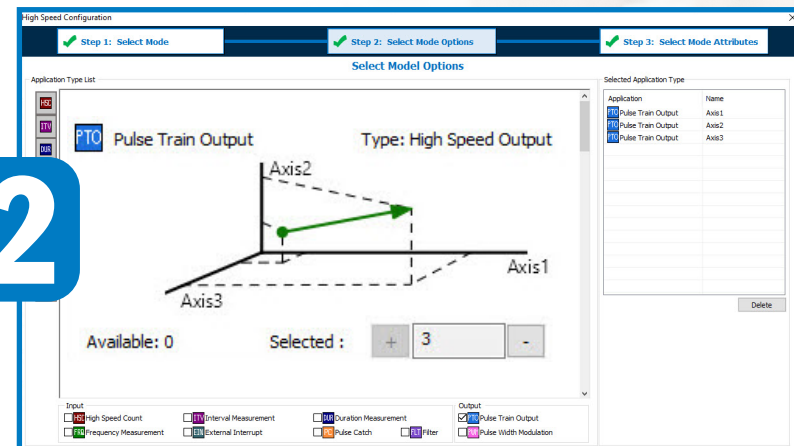 High Speed Configuration
Step 1: Select Mode
Step 2: Select Mode Options
Step 3: Select Mode Attributes
Select Model Options
Application Type List
HSC
ITV
DUR
PTO Pulse Train Output Type: High Speed Output
Axis2
Axis1
Axis3
Available: 0 Selected : + 3 -
2
Selected Application Type
Application Name
PTO Pulse Train Output Axis1
PTO Pulse Train Output Axis2
PTO Pulse Train Output Axis3
Delete
Input
HSC High Speed Count ITV Interval Measurement DUR Duration Measurement
FRQ Frequency Measurement EIN External Interrupt PC Pulse Catch FLT Filter
Output
PTO Pulse Train Output
PWM Pulse Width Modulation